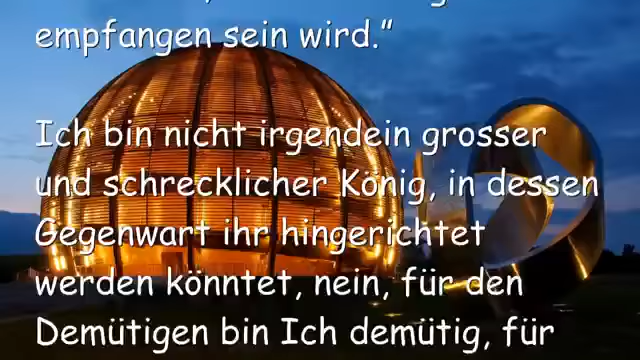 empfangen sein wird.”
Ich bin nicht irgendein grosser
und schrecklicher König, in dessen
Gegenwart ihr hingerichtet
werden könntet, nein, für den
Demütigen bin Ich demütig, für